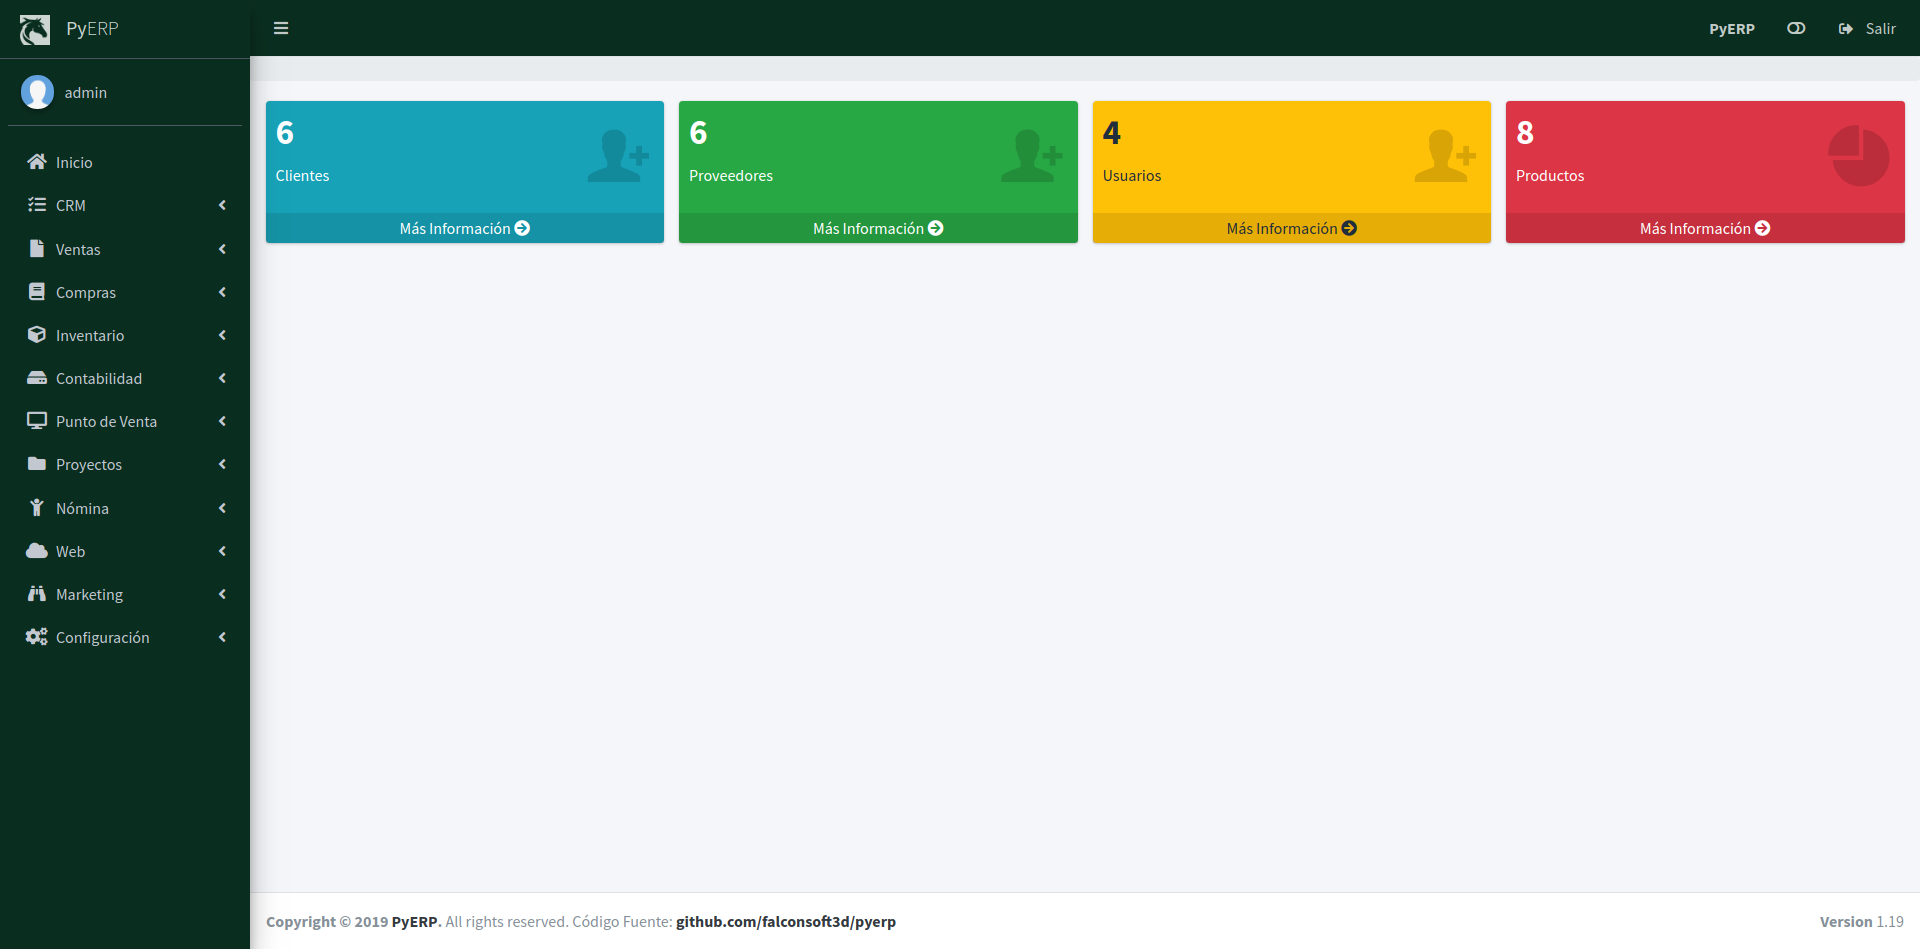 PyERP
PyERP
Salir
admin
Inicio
CRM
Ventas
Compras
Inventario
Contabilidad
Punto de Venta
Proyectos
Nómina
Web
Marketing
Configuración
6
Clientes
Más Información
6
Proveedores
Más Información
4
Usuarios
Más Información
8
Productos
Más Información
Copyright © 2019 PyERP. All rights reserved. Código Fuente: github.com/falconsoft3d/pyerp
Version 1.19